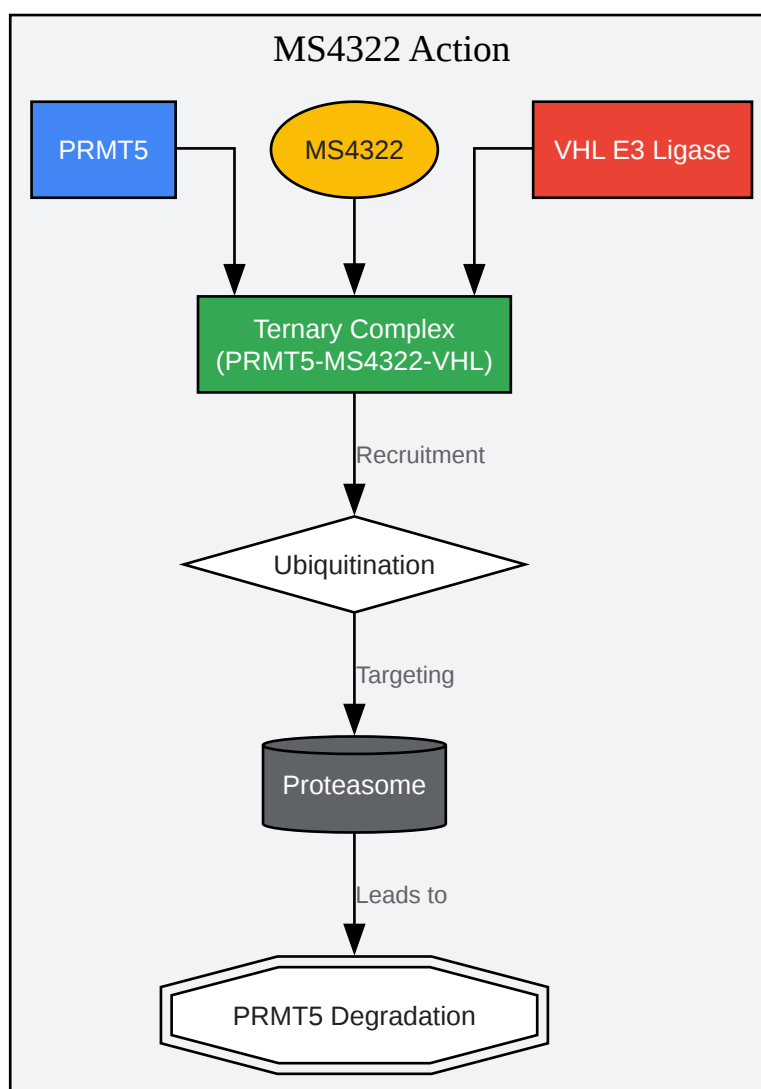 MS4322 Action
PRMT5
MS4322
VHL E3 Ligase
Ternary Complex
(PRMT5-MS4322-VHL)
Recruitment
Ubiquitination
Targeting
Proteasome
Leads to
PRMT5 Degradation